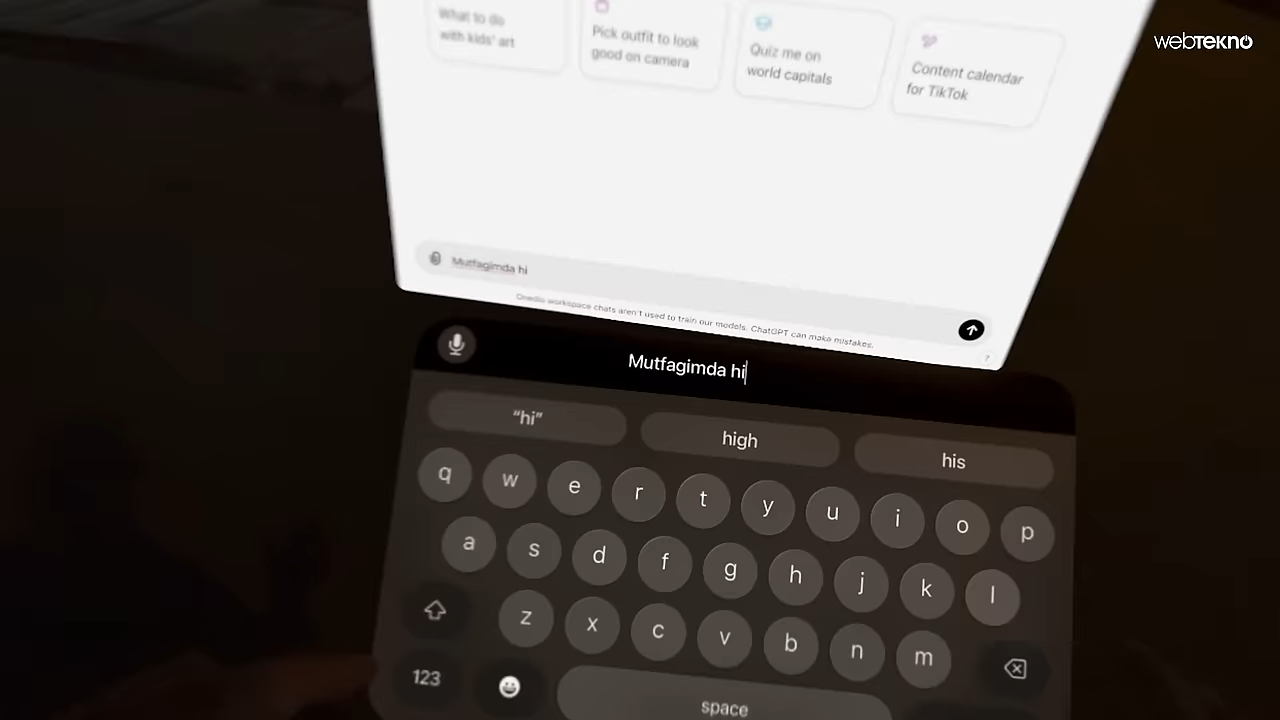 webTEKNO
What to do
with kids' art
Pick outfit to look
good on camera
Quiz me on
world capitals
Content calendar
for TikTok
Mutfagimda hi
workspace chats aren't used to train our models. ChatGPT can make mistakes.
?
Mutfagimda hi
“hi” high his
q w e r t y u i o p
a s d f g h j k l
z x c v b n m
123 space